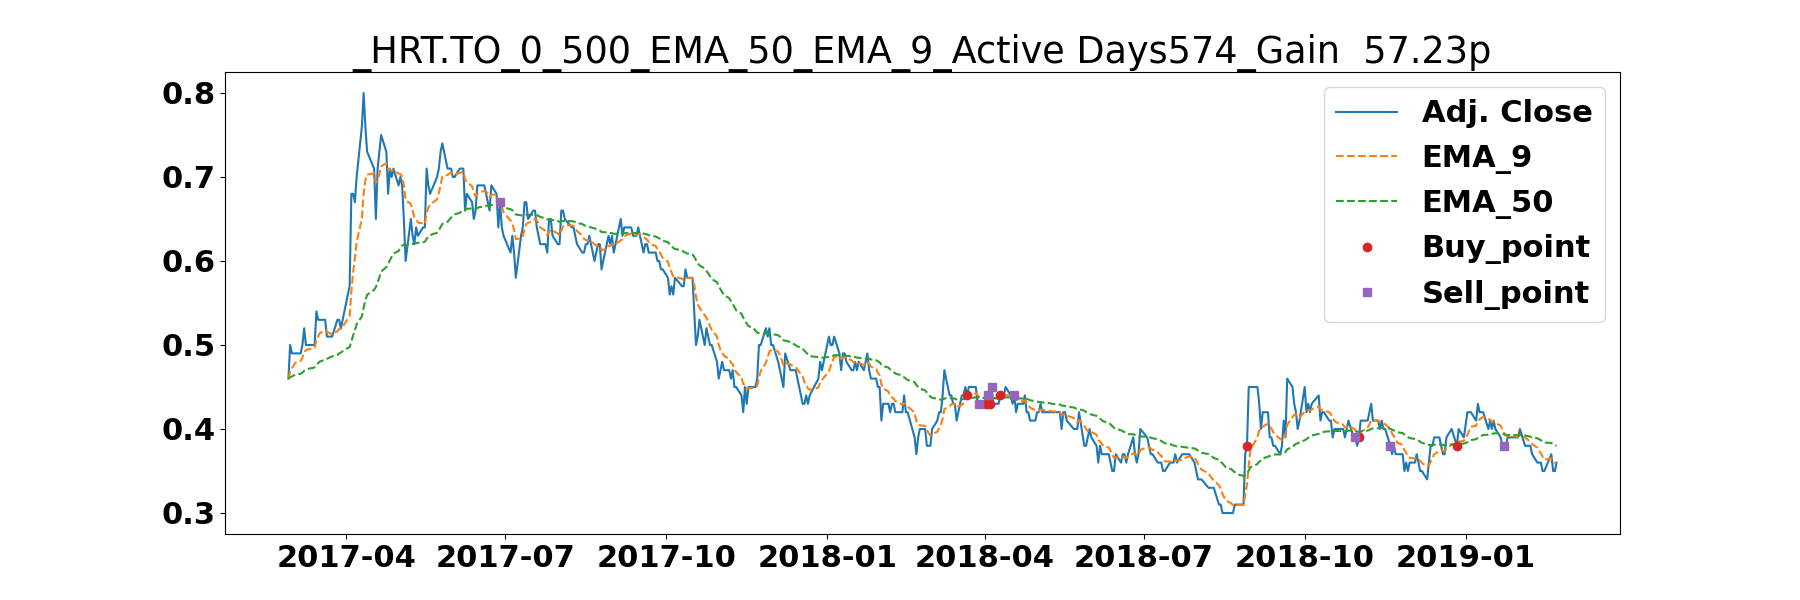 _HRT.TO_0_500_EMA_50_EMA_9_Active Days574_Gain  57.23p
0.8
0.7
0.6
0.5
0.4
0.3
Adj. Close
EMA_9
EMA_50
Buy_point
Sell_point
2017-04 2017-07 2017-10 2018-01 2018-04 2018-07 2018-10 2019-01